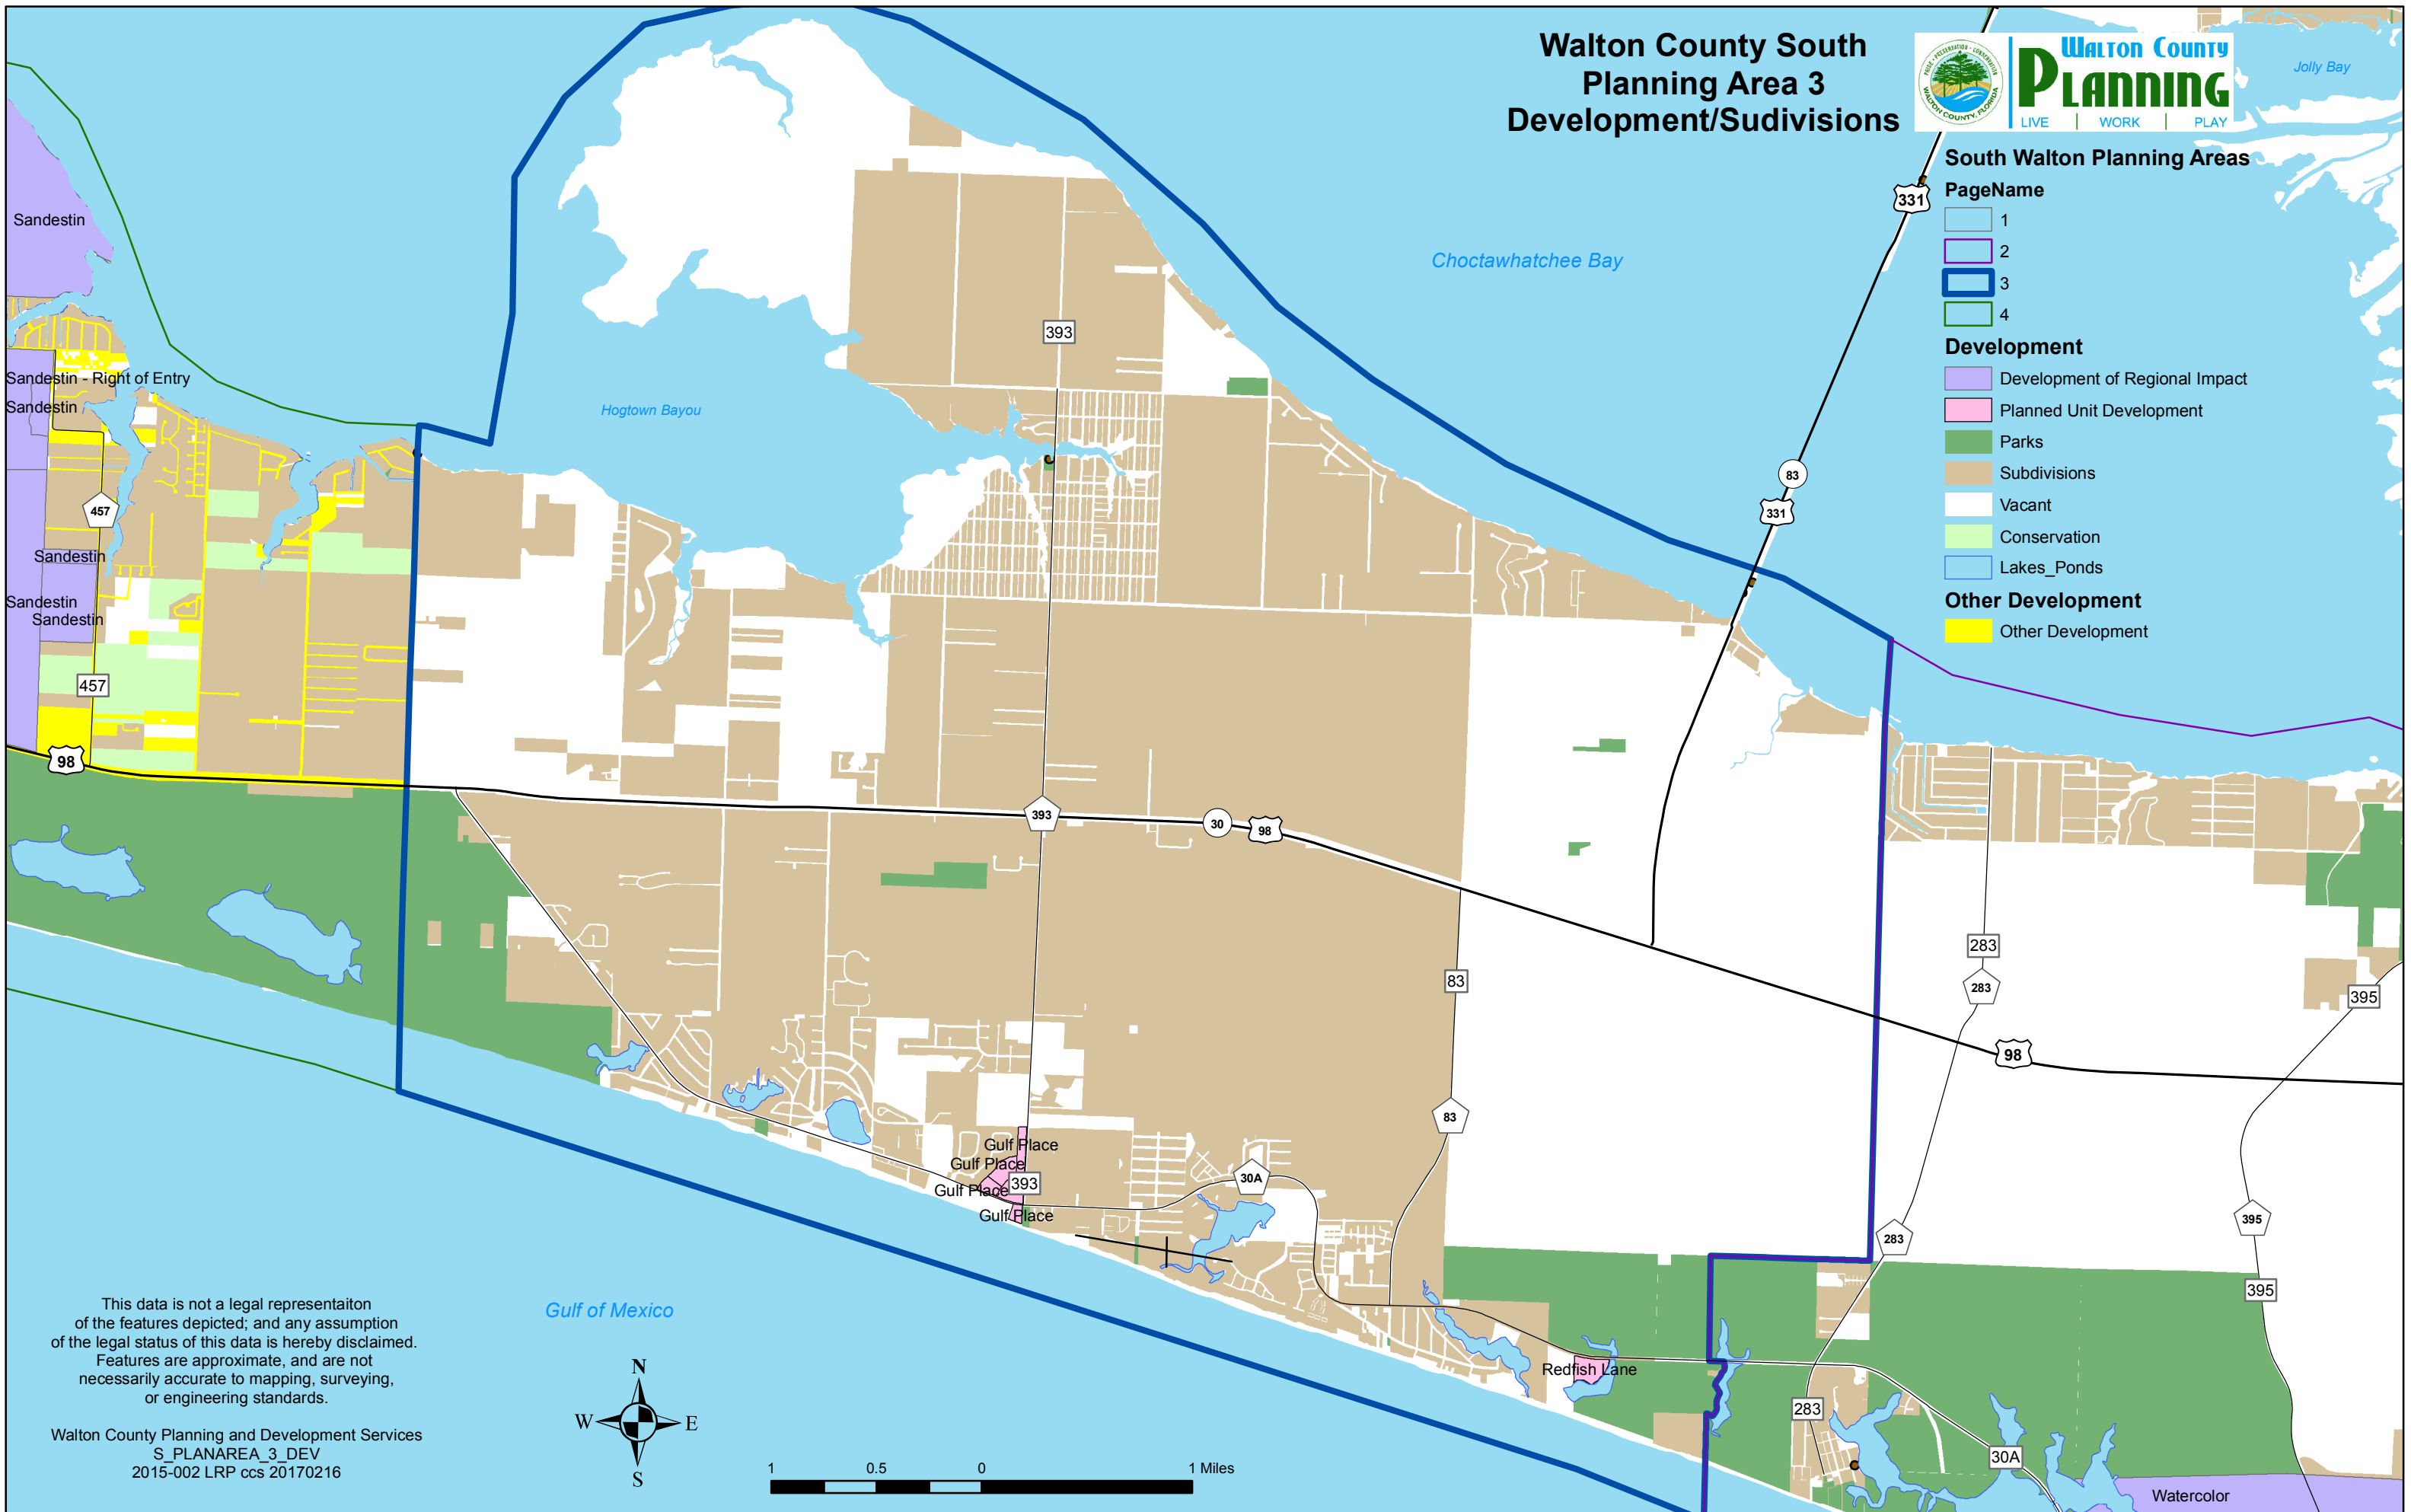 Walton County South
Planning Area 3
Development/Sudivisions
PRIDE • PRESERVATION • CONSERVATION
WALTON COUNTY, FLORIDA
WALTON COUNTY
PLANNING
LIVE | WORK | PLAY
Jolly Bay
South Walton Planning Areas
PageName
1
2
3
4
Development
Development of Regional Impact
Planned Unit Development
Parks
Subdivisions
Vacant
Conservation
Lakes_Ponds
Other Development
Other Development
331
Choctawhatchee Bay
Sandestin
393
Sandestin - Right of Entry
Sandestin
Hogtown Bayou
83
331
457
Sandestin
Sandestin
Sandestin
457
98
393
30
98
283
83
283
395
98
83
Gulf Place
Gulf Place
393
Gulf Place
Gulf Place
30A
395
283
395
Redfish Lane
283
30A
Watercolor
Gulf of Mexico
This data is not a legal representaiton
of the features depicted; and any assumption
of the legal status of this data is hereby disclaimed.
Features are approximate, and are not
necessarily accurate to mapping, surveying,
or engineering standards.
Walton County Planning and Development Services
S_PLANAREA_3_DEV
2015-002 LRP ccs 20170216
N
W E
S
1 0.5 0 1 Miles